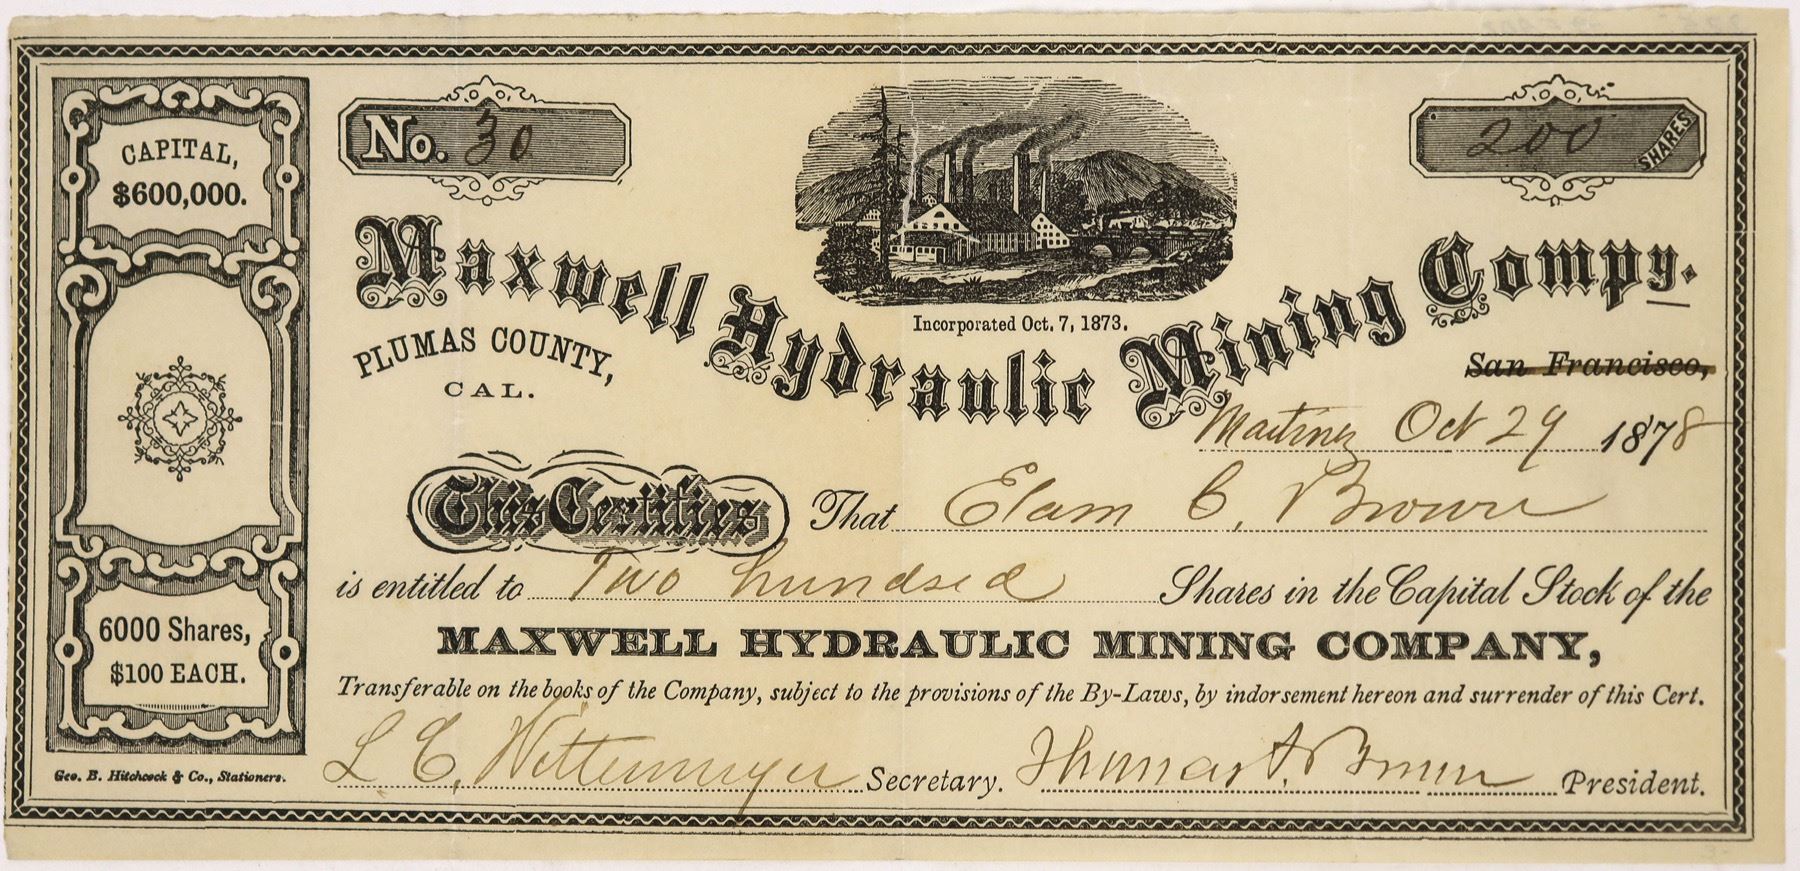 CAPITAL,
$600,000.
6000 Shares,
$100 EACH.
Geo. B. Hitchcock & Co., Stationers.
No. 30
200 SHARES
Maxwell Hydraulic Mining Compy.
Incorporated Oct. 7, 1873.
PLUMAS COUNTY,
CAL.
San Francisco,
Martinez Oct 29 1878
This Certifies That Elam C. Brown
is entitled to Two hundred Shares in the Capital Stock of the
MAXWELL HYDRAULIC MINING COMPANY,
Transferable on the books of the Company, subject to the provisions of the By-Laws, by indorsement hereon and surrender of this Cert.
L C. Wittenmyer Secretary. Thomas A. Brown President.